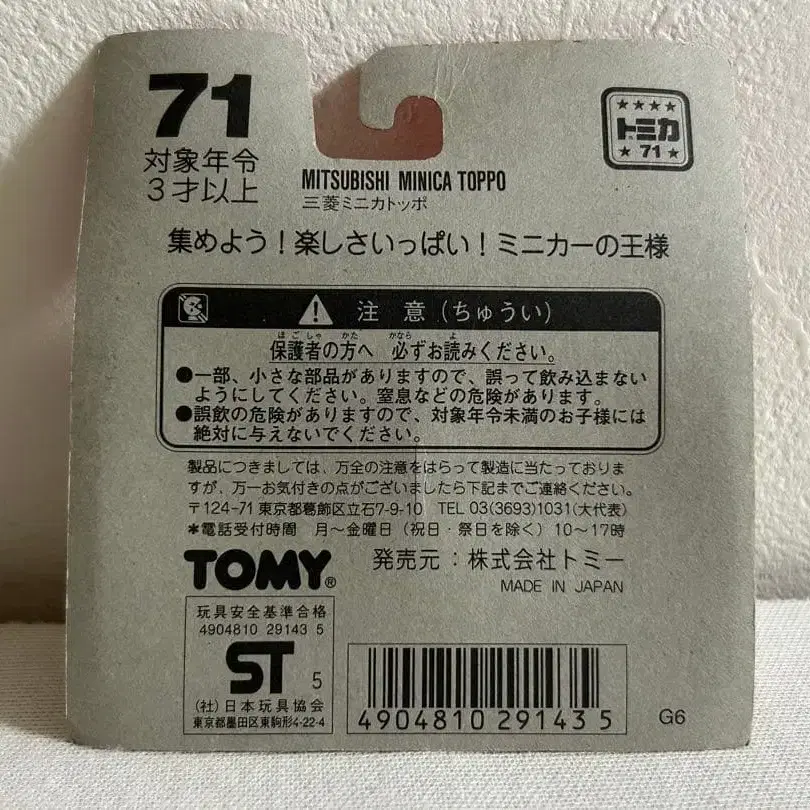 71
対象年令
3才以上
MITSUBISHI MINICA TOPPO
三菱ミニカトッポ
トミカ
71
集めよう！楽しさいっぱい！ミニカーの王様
注 意（ちゅうい）
ほごしゃ かた かなら よ
保護者の方へ 必ずお読みください。
●一部、小さな部品がありますので、誤って飲み込まない
ようにしてください。窒息などの危険があります。
●誤飲の危険がありますので、対象年令未満のお子様には
絶対に与えないでください。
製品につきましては、万全の注意をはらって製造に当たっておりま
すが、万一お気付きの点がございましたら下記までご連絡ください。
〒124-71 東京都葛飾区立石7-9-10 TEL 03(3693)1031(大代表)
＊電話受付時間 月〜金曜日（祝日・祭日を除く）10〜17時
TOMY® 発売元：株式会社トミー
MADE IN JAPAN
玩具安全基準合格
4904810 29143 5
ST 5
(社)日本玩具協会
東京都墨田区東駒形4-22-4
4904810 291435
G6